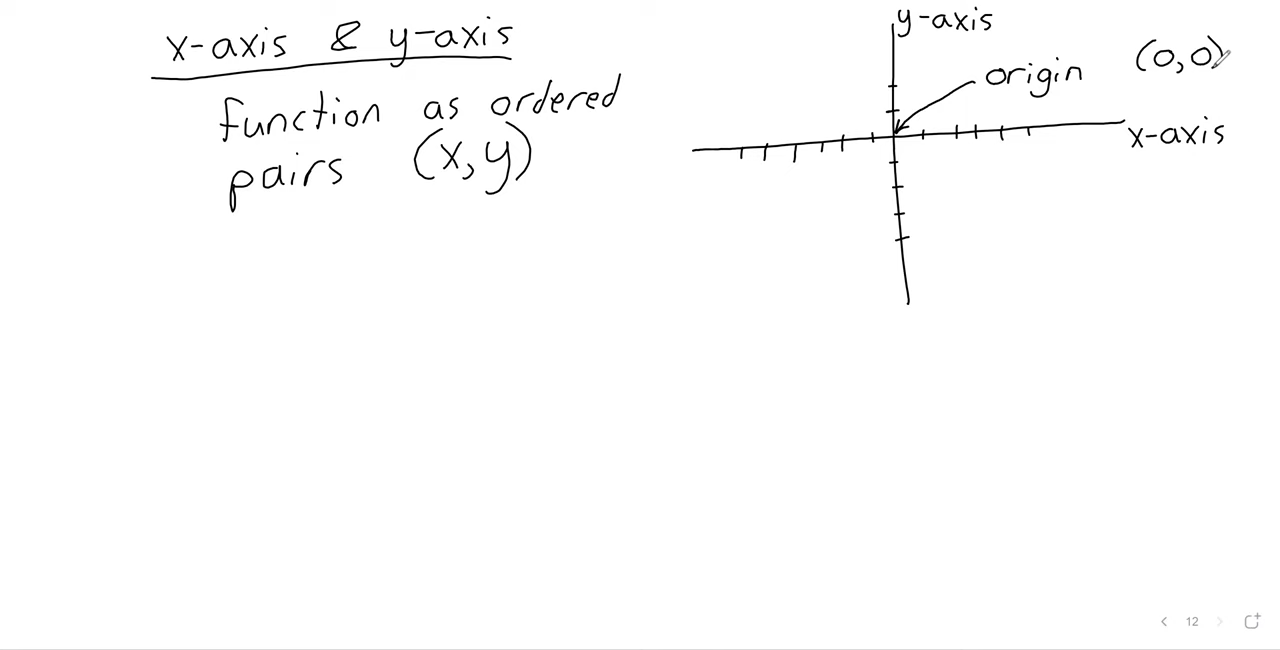 x-axis & y-axis
function as ordered
pairs (x,y)
y-axis
origin (0,0)
x-axis
12